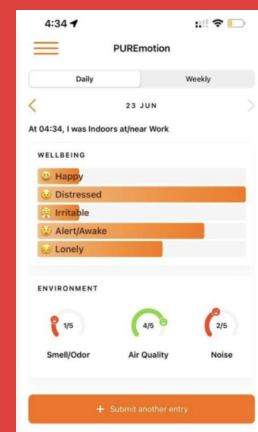 4:34
PUREmotion
Daily Weekly
23 JUN
At 04:34, I was Indoors at/near Work
WELLBEING
Happy
Distressed
Irritable
Alert/Awake
Lonely
ENVIRONMENT
1/5 4/5 2/5
Smell/Odor Air Quality Noise
+ Submit another entry